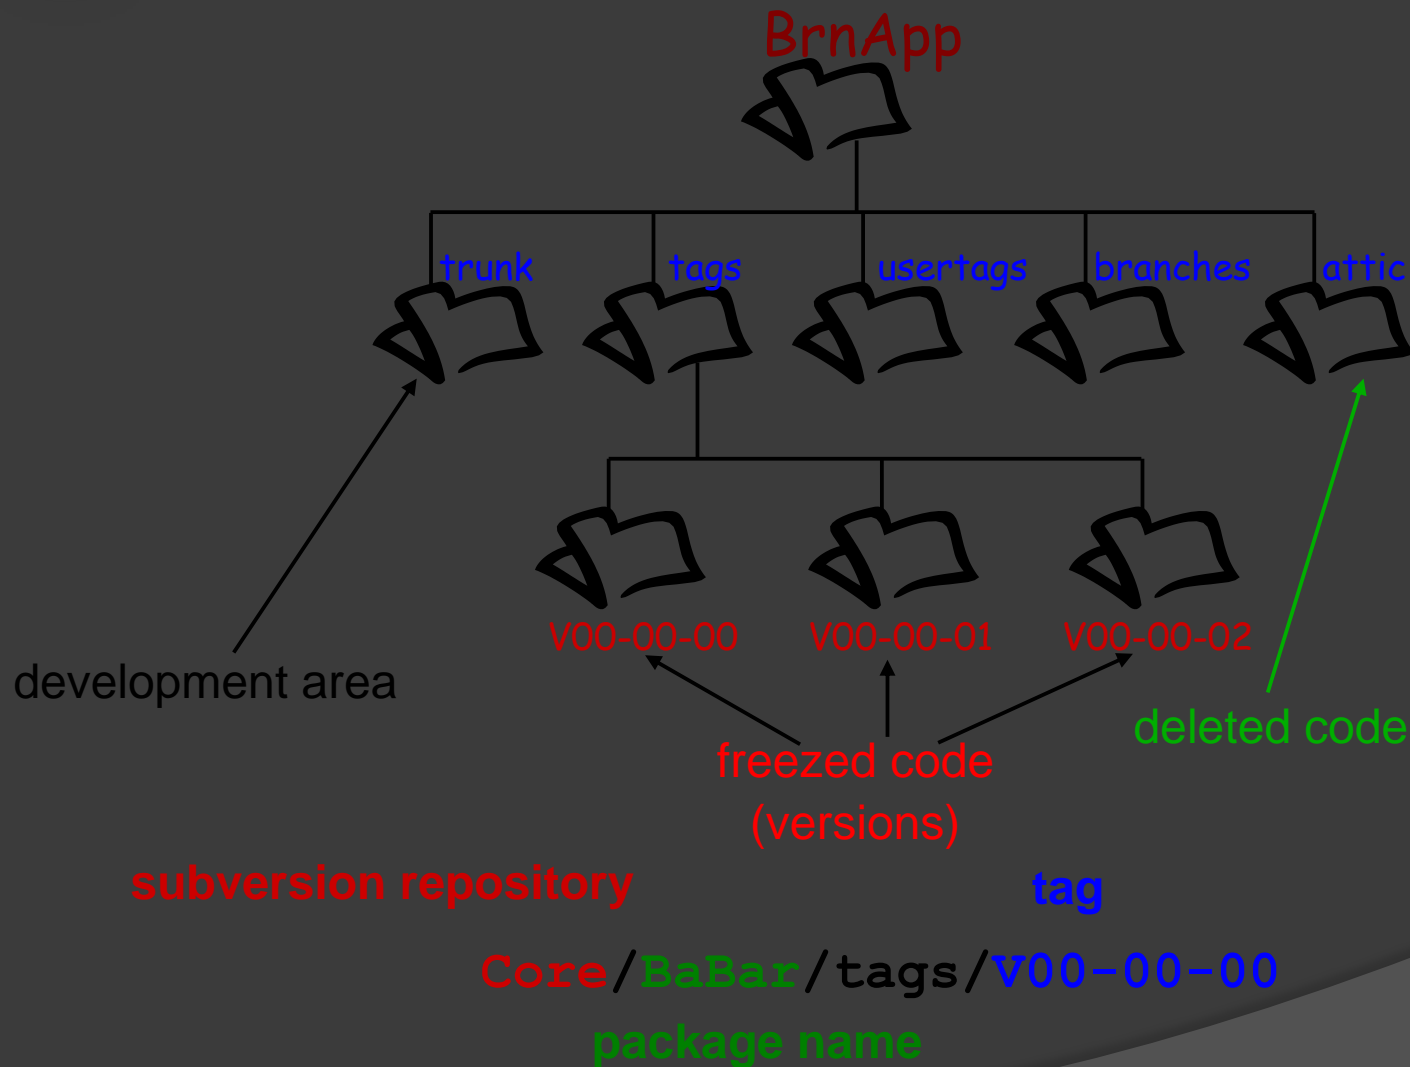 BrnApp
trunk
tags
usertags
branches
attic
V00-00-00
V00-00-01
V00-00-02
development area
deleted code
freezed code
(versions)
subversion repository
tag
Core/BaBar/tags/V00-00-00
package name